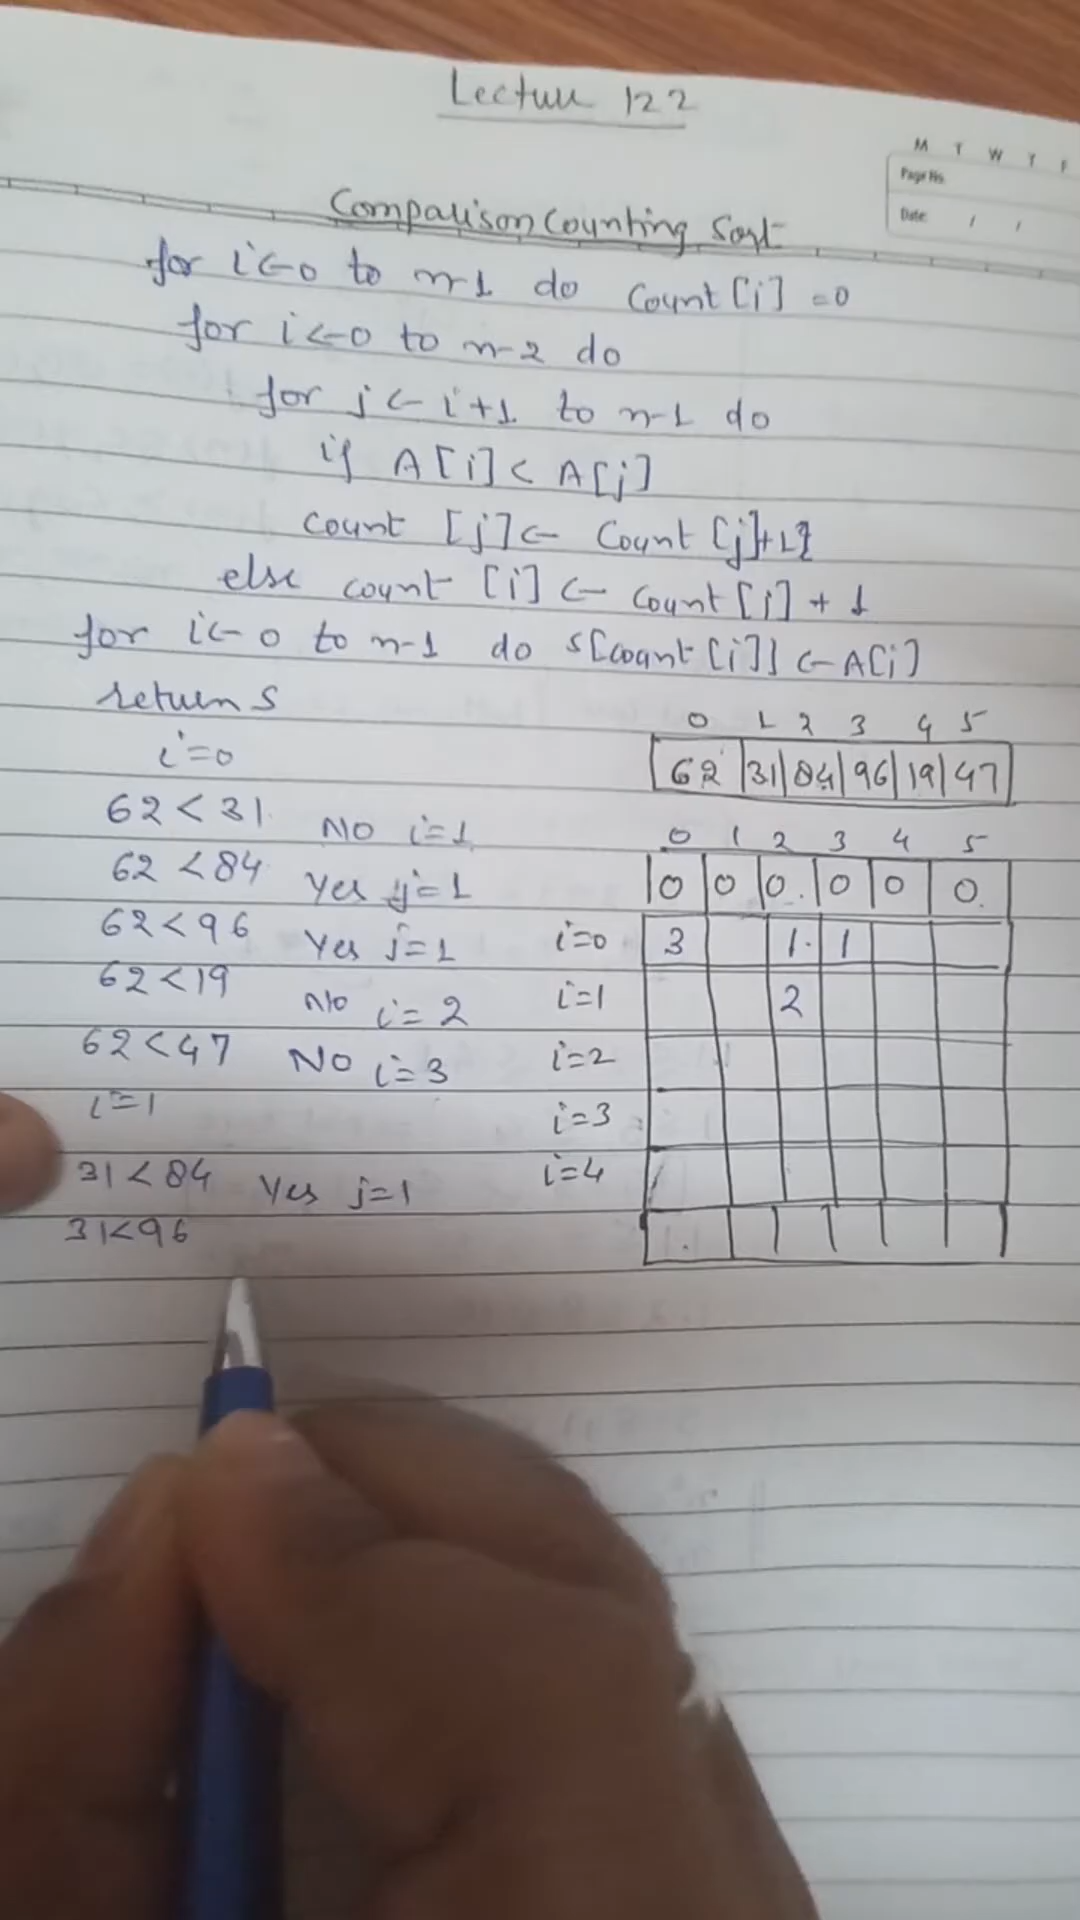 Lecture 122
M T W T F
Page No.
Date: / /
Comparison Counting Sort
for i<-0 to n-1 do Count[i] =0
for i<-0 to n-2 do
for j<-i+1 to n-1 do
if A[i]< A[j]
Count [j]<- Count [j]+1
else count [i] <- Count[i] + 1
for i<-0 to n-1 do S[count[i]] <-A[i]
return S
0 1 2 3 4 5
i=0
62 31 84 96 19 47
62<31. No i=1
0 1 2 3 4 5
62<84 Yes j=1
0 0 0. 0 0 0.
62<96 Yes j=1
i=0 3 1. 1
62<19 No i=2
i=1 2
62<47 NO i=3
i=2
i=1
i=3
31<84 Yes j=1
i=4
31<96